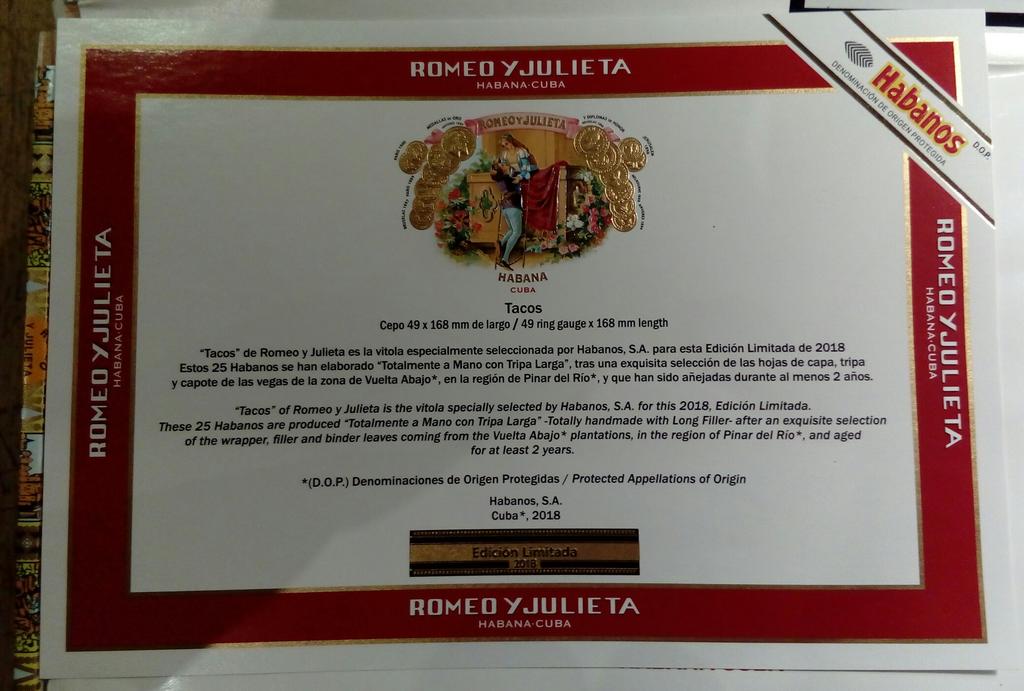 ROMEO Y JULIETA
HABANA·CUBA
Habanos
DENOMINACIÓN DE ORIGEN PROTEGIDA
D.O.P.
ROMEO Y JULIETA
HABANA·CUBA
ROMEO Y JULIETA
HABANA·CUBA
MEDALLAS DE ORO
Y DIPLOMAS DE HONOR
ROMEO Y JULIETA
HABANA
CUBA
Tacos
Cepo 49 x 168 mm de largo / 49 ring gauge x 168 mm length
"Tacos" de Romeo y Julieta es la vitola especialmente seleccionada por Habanos, S.A. para esta Edición Limitada de 2018
Estos 25 Habanos se han elaborado "Totalmente a Mano con Tripa Larga", tras una exquisita selección de las hojas de capa, tripa
y capote de las vegas de la zona de Vuelta Abajo*, en la región de Pinar del Río*, y que han sido añejadas durante al menos 2 años.
"Tacos" of Romeo y Julieta is the vitola specially selected by Habanos, S.A. for this 2018, Edición Limitada.
These 25 Habanos are produced "Totalmente a Mano con Tripa Larga" -Totally handmade with Long Filler- after an exquisite selection
of the wrapper, filler and binder leaves coming from the Vuelta Abajo* plantations, in the region of Pinar del Río*, and aged
for at least 2 years.
*(D.O.P.) Denominaciones de Origen Protegidas / Protected Appellations of Origin
Habanos, S.A.
Cuba*, 2018
Edición Limitada
2018
ROMEO Y JULIETA
HABANA·CUBA